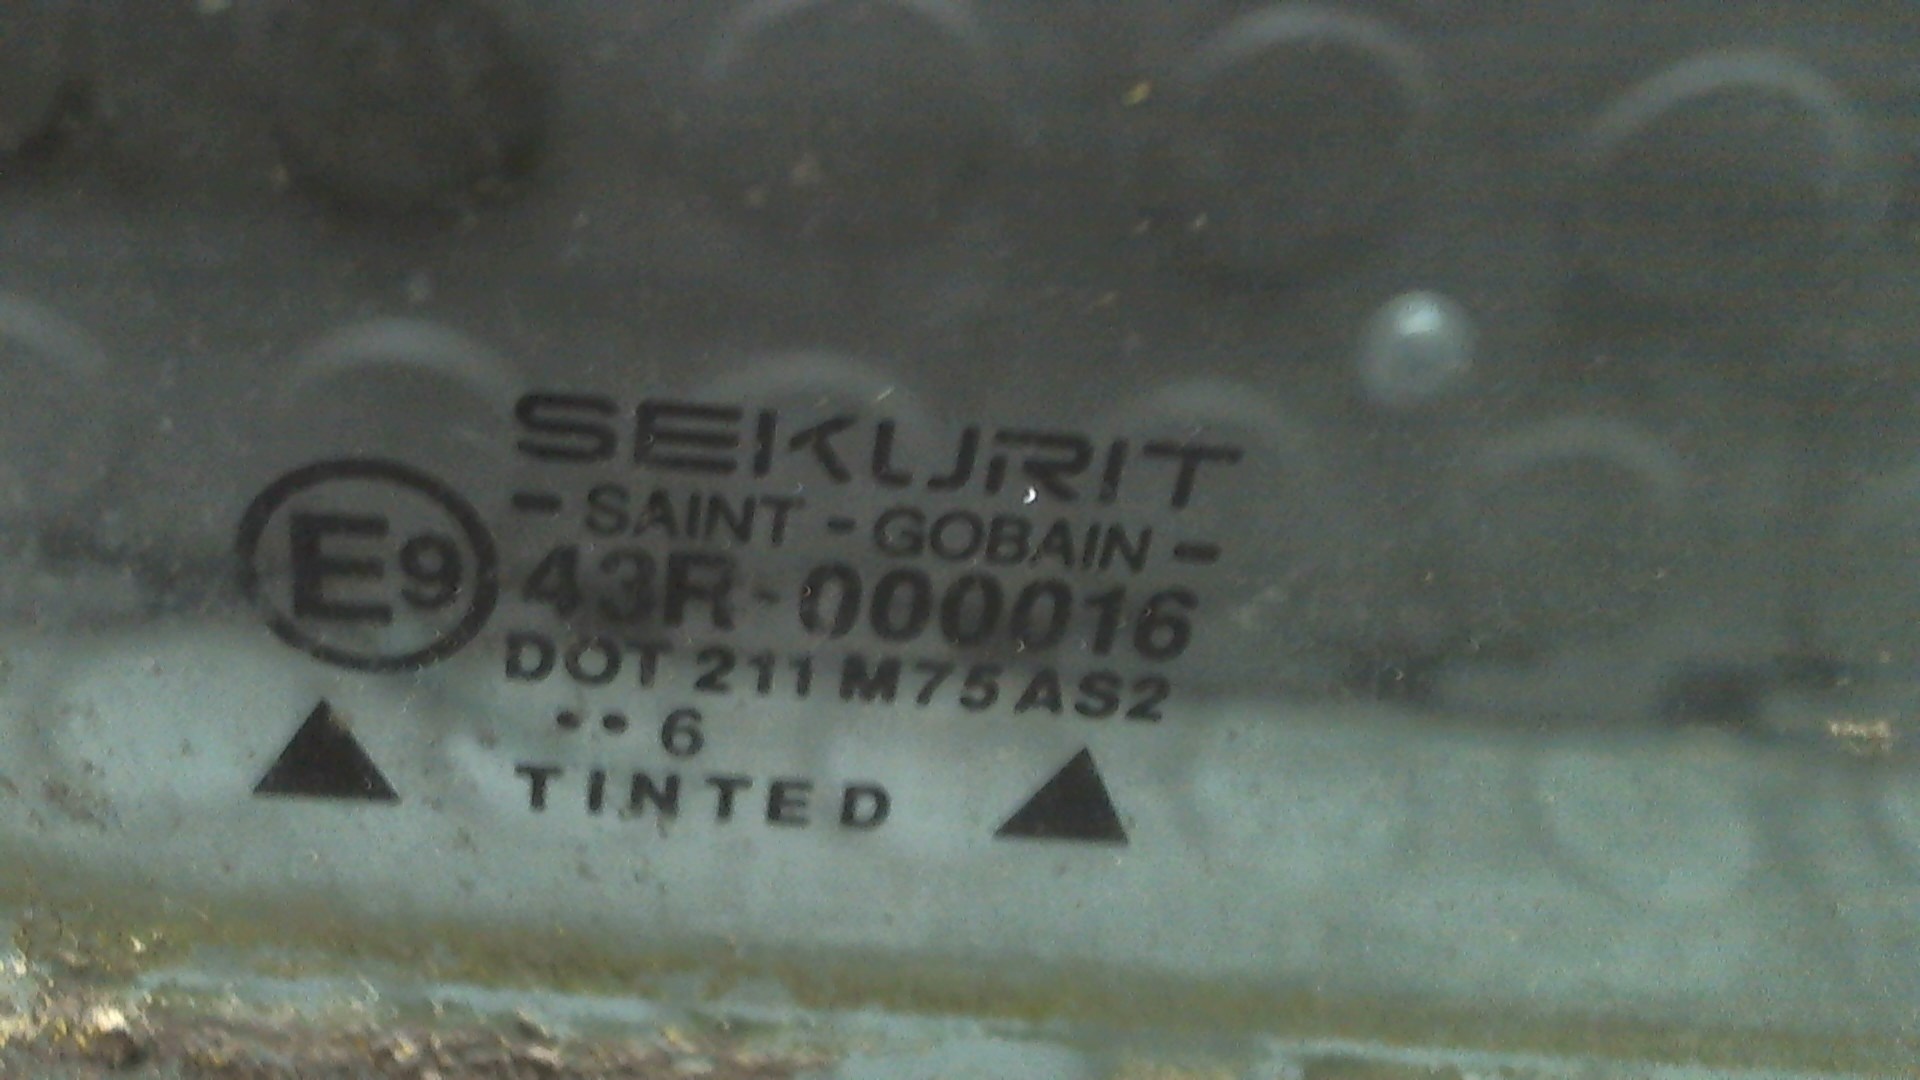 SEKURIT
- SAINT - GOBAIN -
E9 43R-000016
DOT 211 M75 AS2
•• 6
TINTED